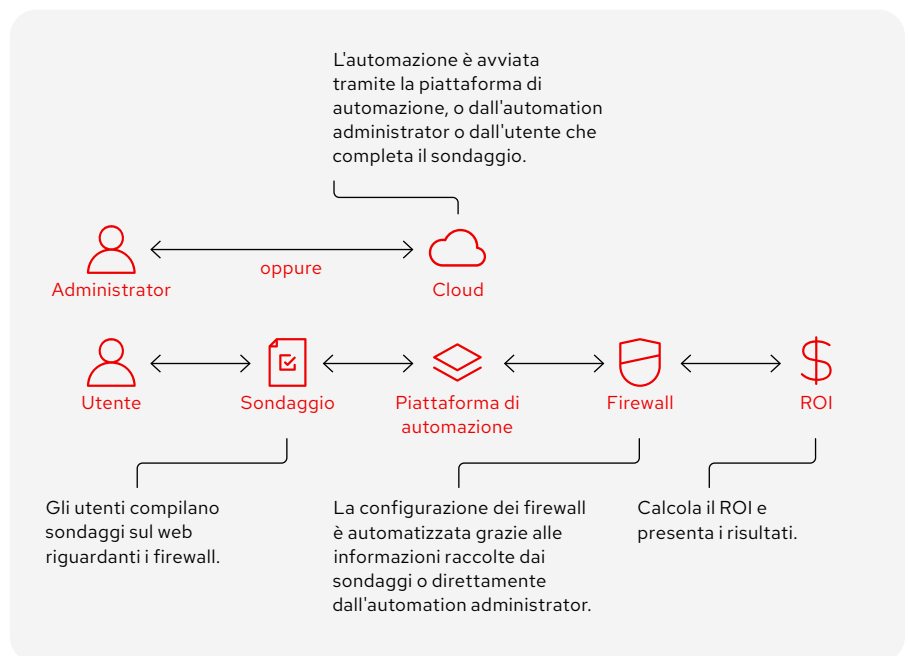 L'automazione è avviata
tramite la piattaforma di
automazione, o dall'automation
administrator o dall'utente che
completa il sondaggio.
oppure
Administrator
Cloud
Utente
Sondaggio
Piattaforma di
automazione
Firewall
ROI
Gli utenti compilano
sondaggi sul web
riguardanti i firewall.
La configurazione dei firewall
è automatizzata grazie alle
informazioni raccolte dai
sondaggi o direttamente
dall'automation administrator.
Calcola il ROI e
presenta i risultati.